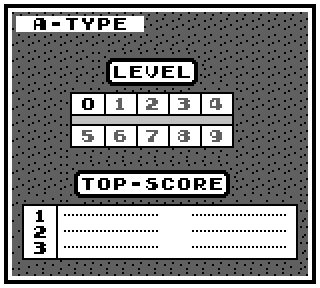 A-TYPE
LEVEL
0 1 2 3 4
5 6 7 8 9
TOP-SCORE
1
2
3